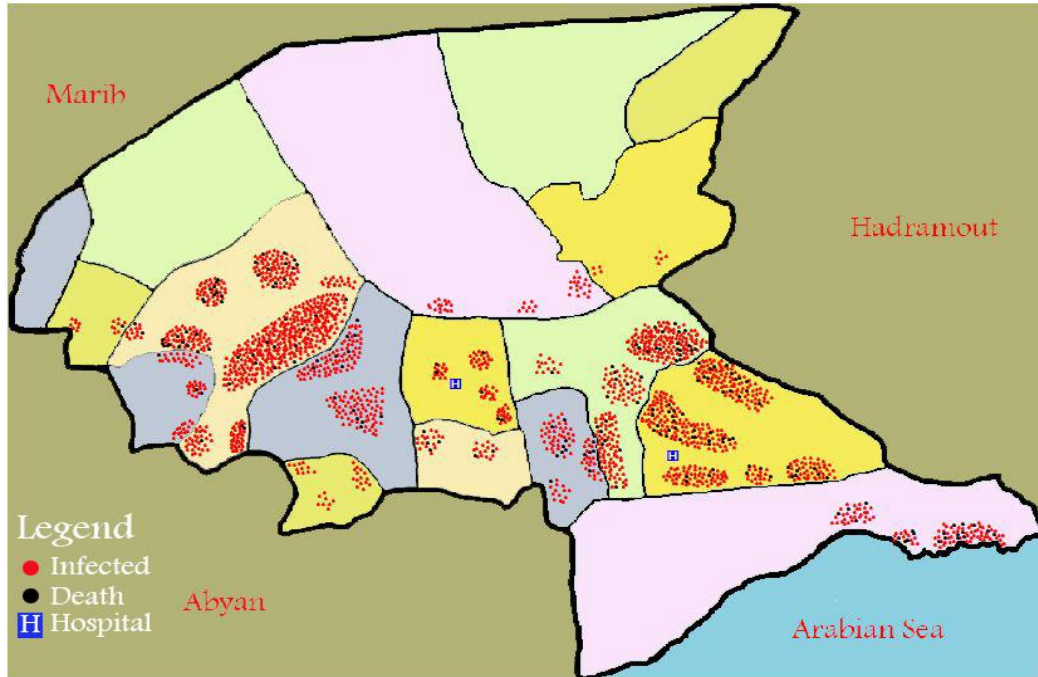 Marib
Hadramout
Legend
Infected
Death
H Hospital
Abyan
Arabian Sea
H
H